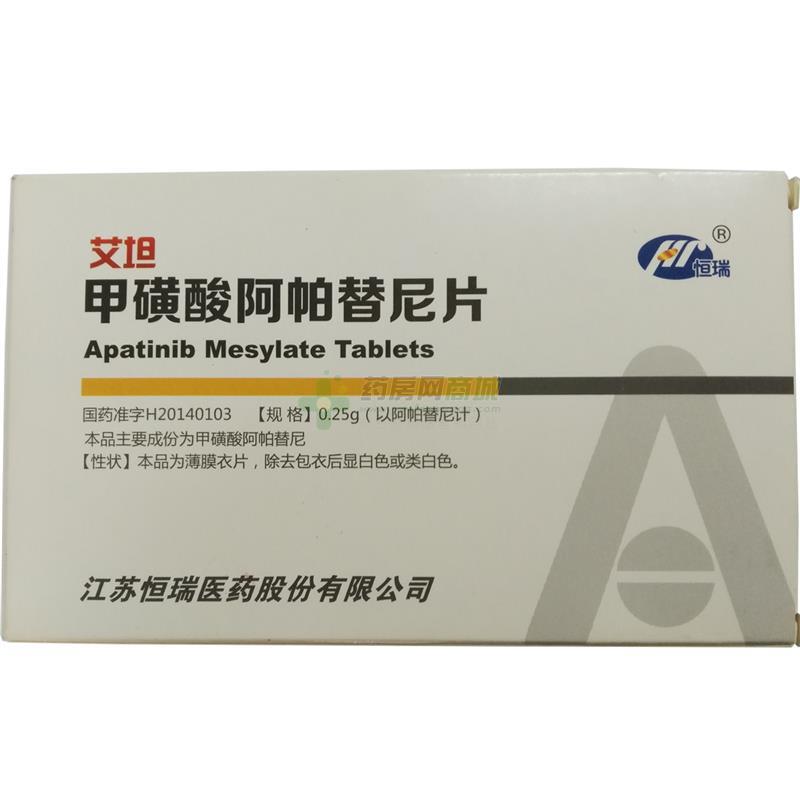 艾坦
甲磺酸阿帕替尼片
Apatinib Mesylate Tablets
Hr
恒瑞
®
药房网商城
国药准字H20140103 【规 格】0.25g(以阿帕替尼计)
本品主要成份为甲磺酸阿帕替尼
【性状】本品为薄膜衣片,除去包衣后显白色或类白色。
江苏恒瑞医药股份有限公司